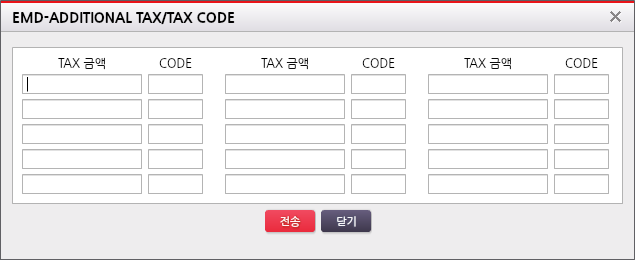 EMD-ADDITIONAL TAX/TAX CODE
TAX 금액 CODE TAX 금액 CODE TAX 금액 CODE
전송 닫기